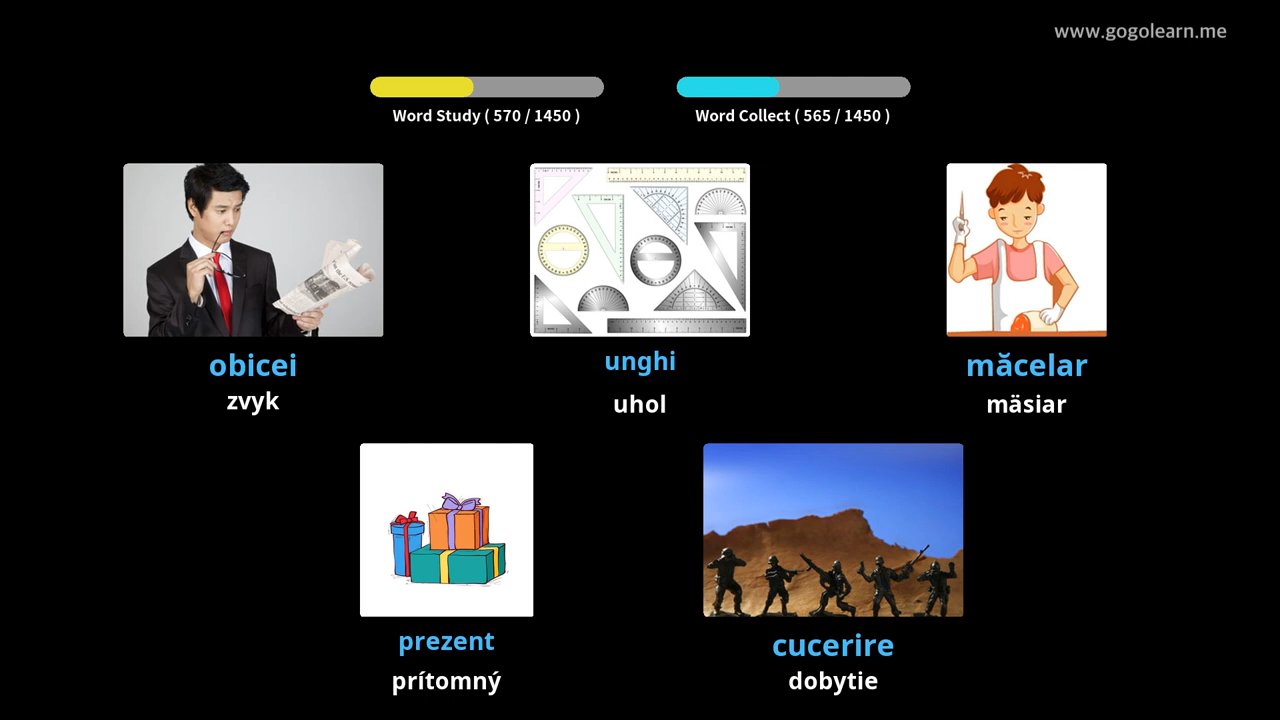 www.gogolearn.me
Word Study ( 570 / 1450 )
Word Collect ( 565 / 1450 )
obicei
zvyk
unghi
uhol
măcelar
mäsiar
prezent
prítomný
cucerire
dobytie